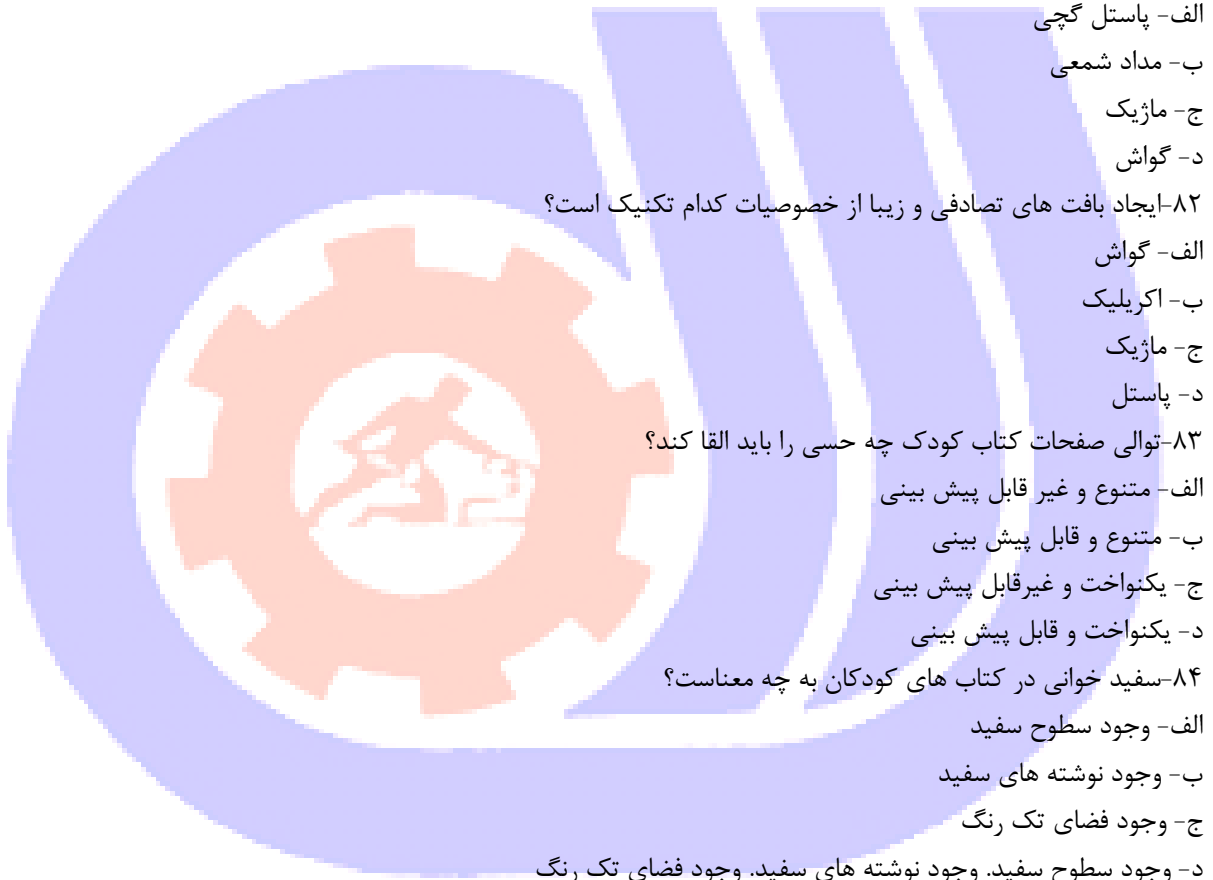 الف- پاستل گچی
ب- مداد شمعی
ج- ماژیک
د- گواش
۸۲-ایجاد بافت های تصادفی و زیبا از خصوصیات کدام تکنیک است؟
الف- گواش
ب- اکریلیک
ج- ماژیک
د- پاستل
۸۳-توالی صفحات کتاب کودک چه حسی را باید القا کند؟
الف- متنوع و غیر قابل پیش بینی
ب- متنوع و قابل پیش بینی
ج- یکنواخت و غیرقابل پیش بینی
د- یکنواخت و قابل پیش بینی
۸۴-سفید خوانی در کتاب های کودکان به چه معناست؟
الف- وجود سطوح سفید
ب- وجود نوشته های سفید
ج- وجود فضای تک رنگ
د- وجود سطوح سفید. وجود نوشته های سفید. وجود فضای تک رنگ